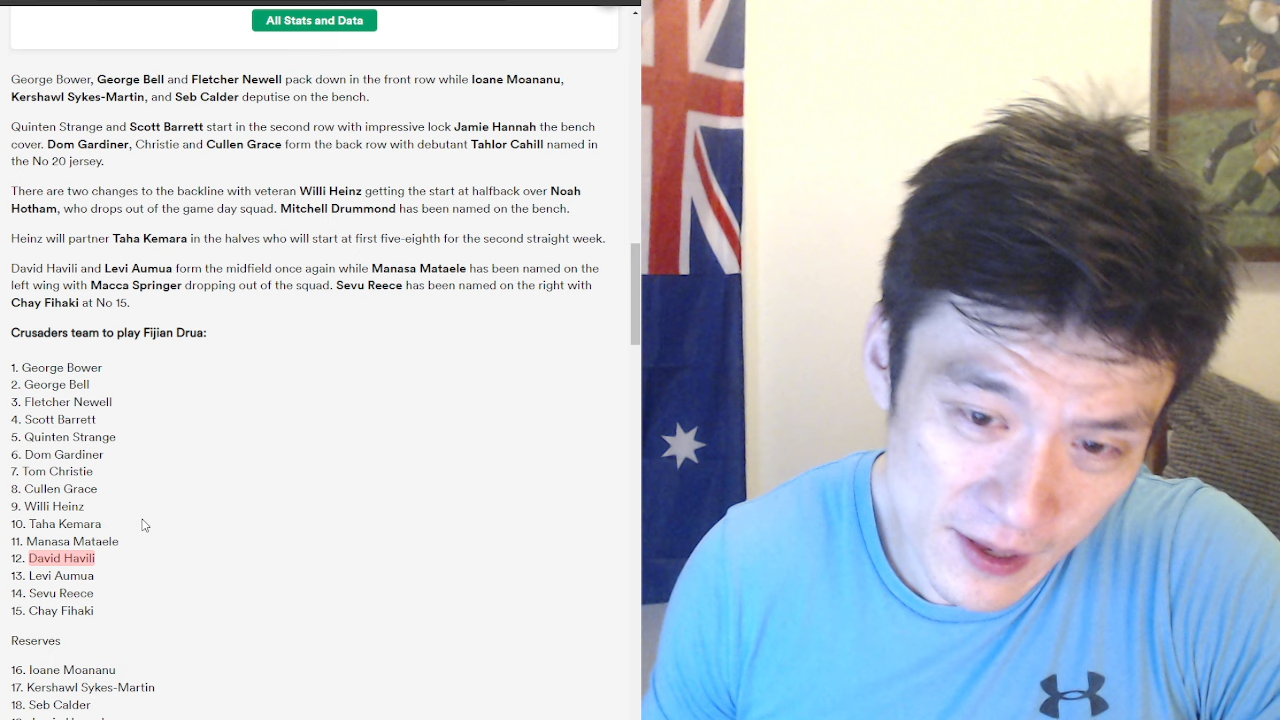 All Stats and Data
George Bower, George Bell and Fletcher Newell pack down in the front row while Ioane Moananu,
Kershawl Sykes-Martin, and Seb Calder deputise on the bench.
Quinten Strange and Scott Barrett start in the second row with impressive lock Jamie Hannah the bench
cover. Dom Gardiner, Christie and Cullen Grace form the back row with debutant Tahlor Cahill named in
the No 20 jersey.
There are two changes to the backline with veteran Willi Heinz getting the start at halfback over Noah
Hotham, who drops out of the game day squad. Mitchell Drummond has been named on the bench.
Heinz will partner Taha Kemara in the halves who will start at first five-eighth for the second straight week.
David Havili and Levi Aumua form the midfield once again while Manasa Mataele has been named on the
left wing with Macca Springer dropping out of the squad. Sevu Reece has been named on the right with
Chay Fihaki at No 15.
Crusaders team to play Fijian Drua:
1. George Bower
2. George Bell
3. Fletcher Newell
4. Scott Barrett
5. Quinten Strange
6. Dom Gardiner
7. Tom Christie
8. Cullen Grace
9. Willi Heinz
10. Taha Kemara
11. Manasa Mataele
12. David Havili
13. Levi Aumua
14. Sevu Reece
15. Chay Fihaki
Reserves
16. Ioane Moananu
17. Kershawl Sykes-Martin
18. Seb Calder